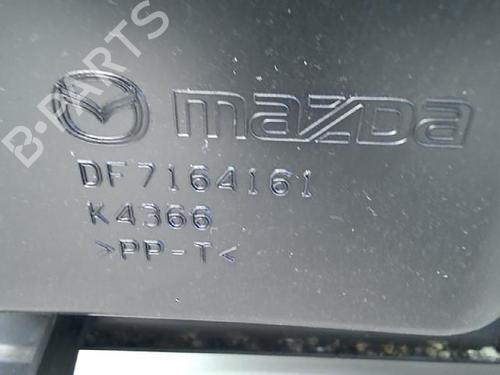 B-PARTS
mazda
DF7164161
K4366
>PP-T<